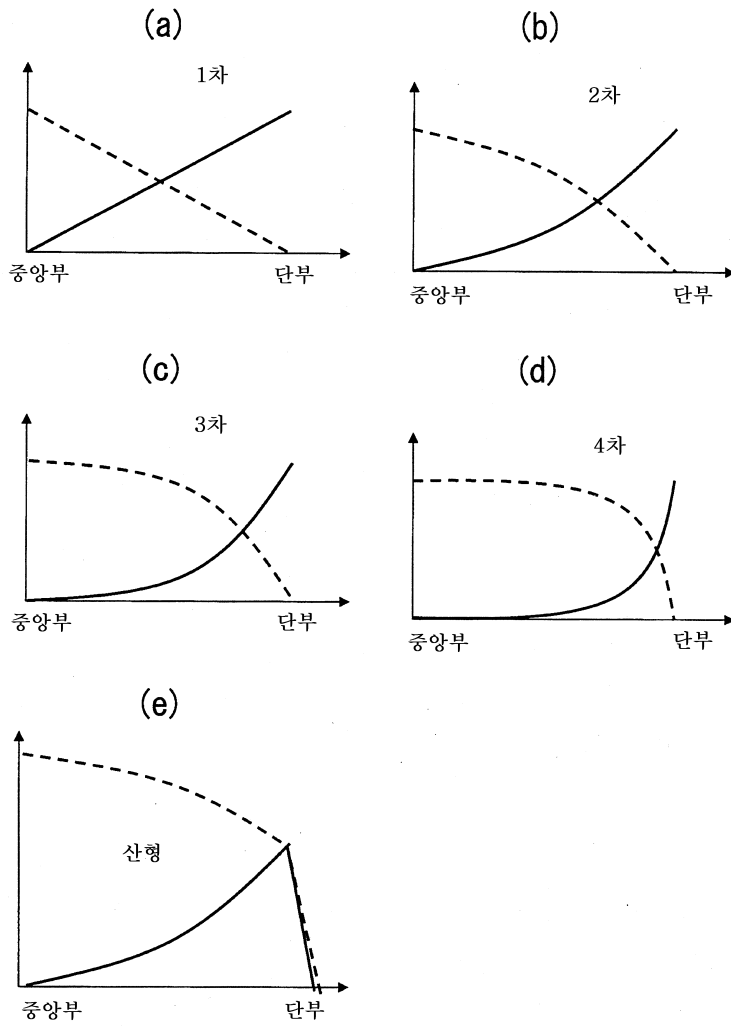 (a)
1차
중앙부 단부
(b)
2차
중앙부 단부
(c)
3차
중앙부 단부
(d)
4차
중앙부 단부
(e)
산형
중앙부 단부